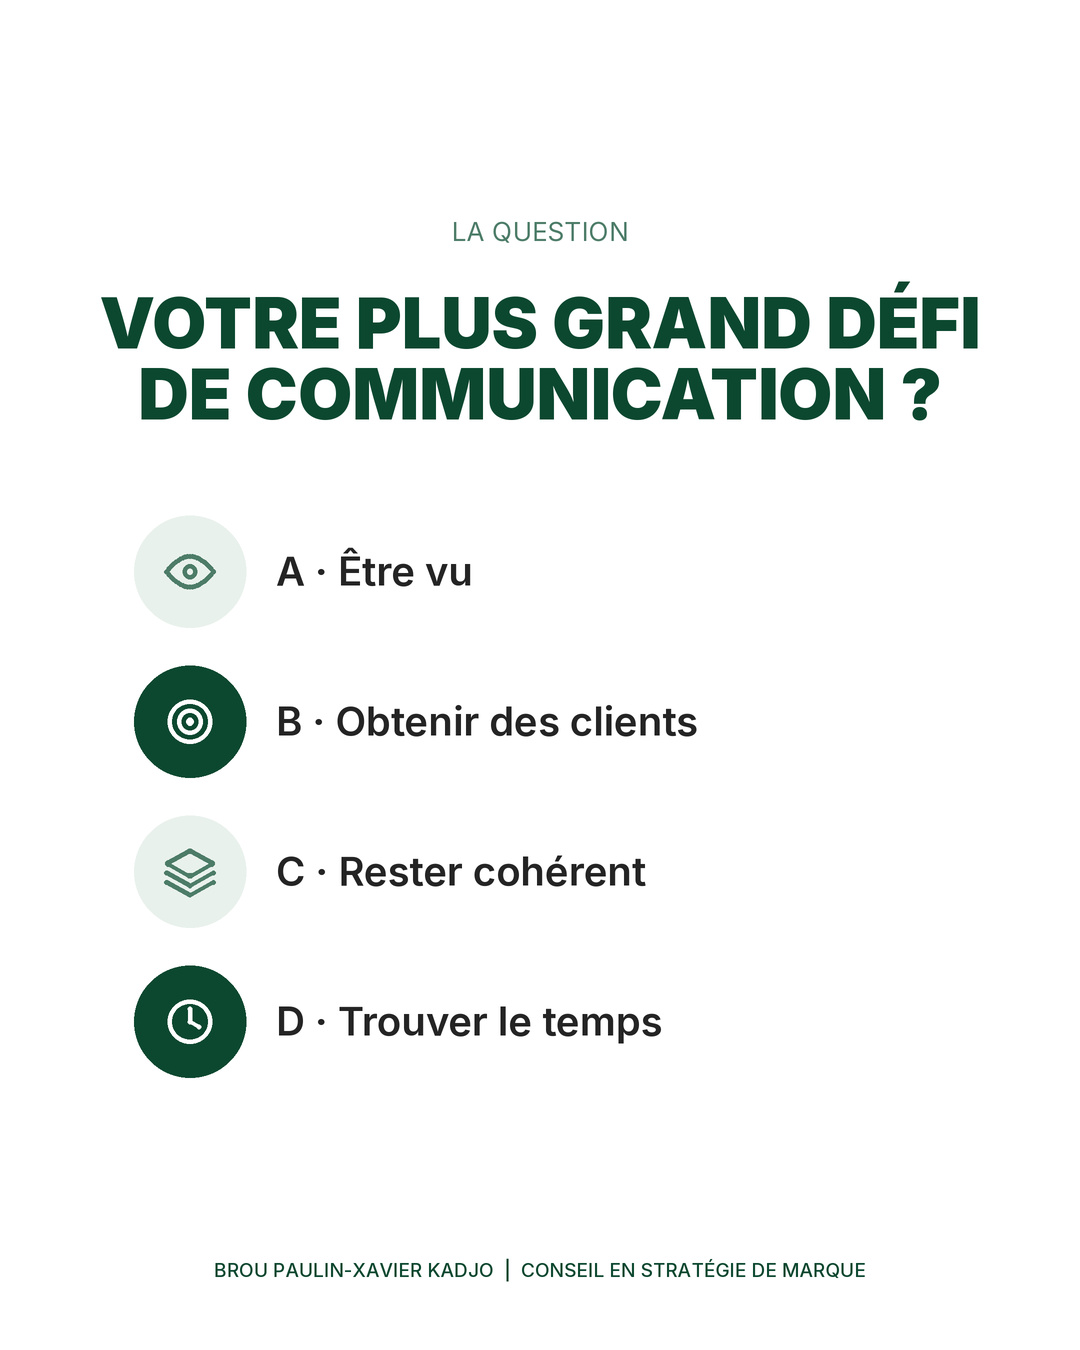 LA QUESTION
VOTRE PLUS GRAND DÉFI
DE COMMUNICATION ?
A · Être vu
B · Obtenir des clients
C · Rester cohérent
D · Trouver le temps
BROU PAULIN-XAVIER KADJO | CONSEIL EN STRATÉGIE DE MARQUE